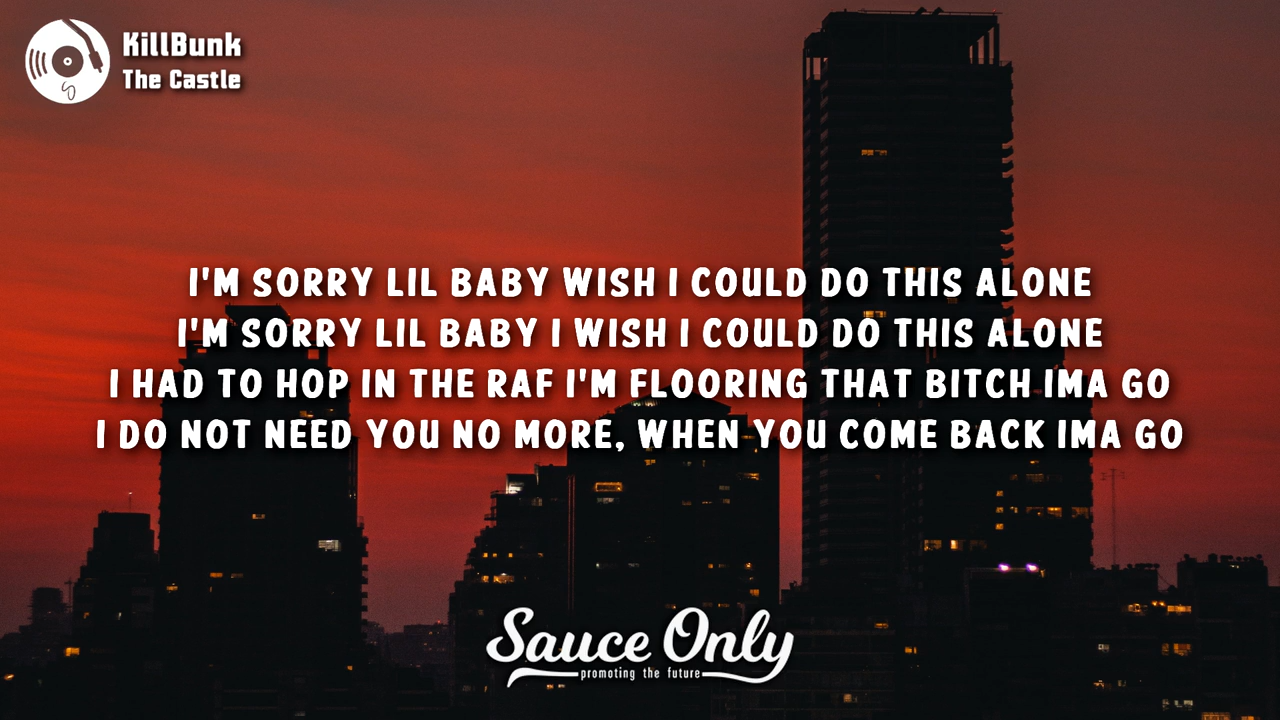 KillBunk
The Castle
I'M SORRY LIL BABY WISH I COULD DO THIS ALONE
I'M SORRY LIL BABY I WISH I COULD DO THIS ALONE
I HAD TO HOP IN THE RAF I'M FLOORING THAT BITCH IMA GO
I DO NOT NEED YOU NO MORE, WHEN YOU COME BACK IMA GO
Sauce Only
promoting the future